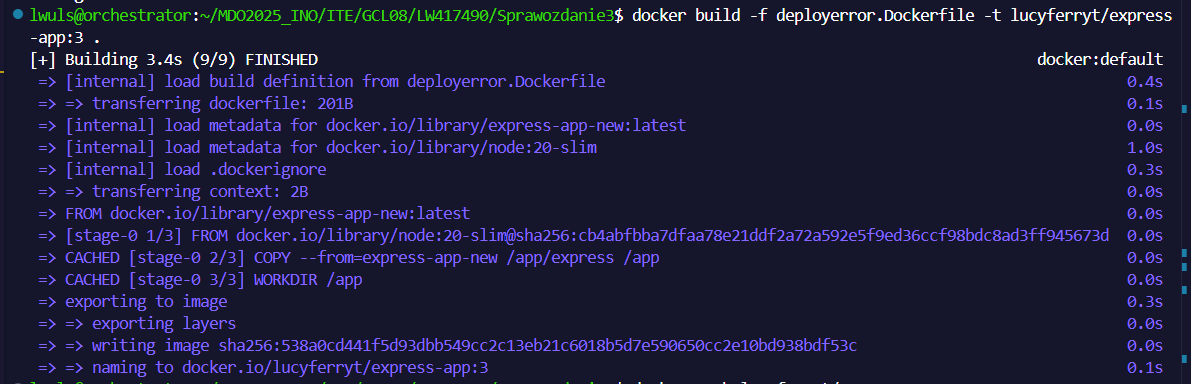 lwuls@orchestrator:~/MDO2025_INO/ITE/GCL08/LW417490/Sprawozdanie3$ docker build -f deployerror.Dockerfile -t lucyferryt/express
-app:3 .
[+] Building 3.4s (9/9) FINISHED docker:default
=> [internal] load build definition from deployerror.Dockerfile 0.4s
=> => transferring dockerfile: 201B 0.1s
=> [internal] load metadata for docker.io/library/express-app-new:latest 0.0s
=> [internal] load metadata for docker.io/library/node:20-slim 1.0s
=> [internal] load .dockerignore 0.3s
=> => transferring context: 2B 0.0s
=> FROM docker.io/library/express-app-new:latest 0.0s
=> [stage-0 1/3] FROM docker.io/library/node:20-slim@sha256:cb4abfbba7dfaa78e21ddf2a72a592e5f9ed36ccf98bdc8ad3ff945673d 0.0s
=> CACHED [stage-0 2/3] COPY --from=express-app-new /app/express /app 0.0s
=> CACHED [stage-0 3/3] WORKDIR /app 0.0s
=> exporting to image 0.3s
=> => exporting layers 0.0s
=> => writing image sha256:538a0cd441f5d93dbb549cc2c13eb21c6018b5d7e590650cc2e10bd938bdf53c 0.0s
=> => naming to docker.io/lucyferryt/express-app:3 0.1s